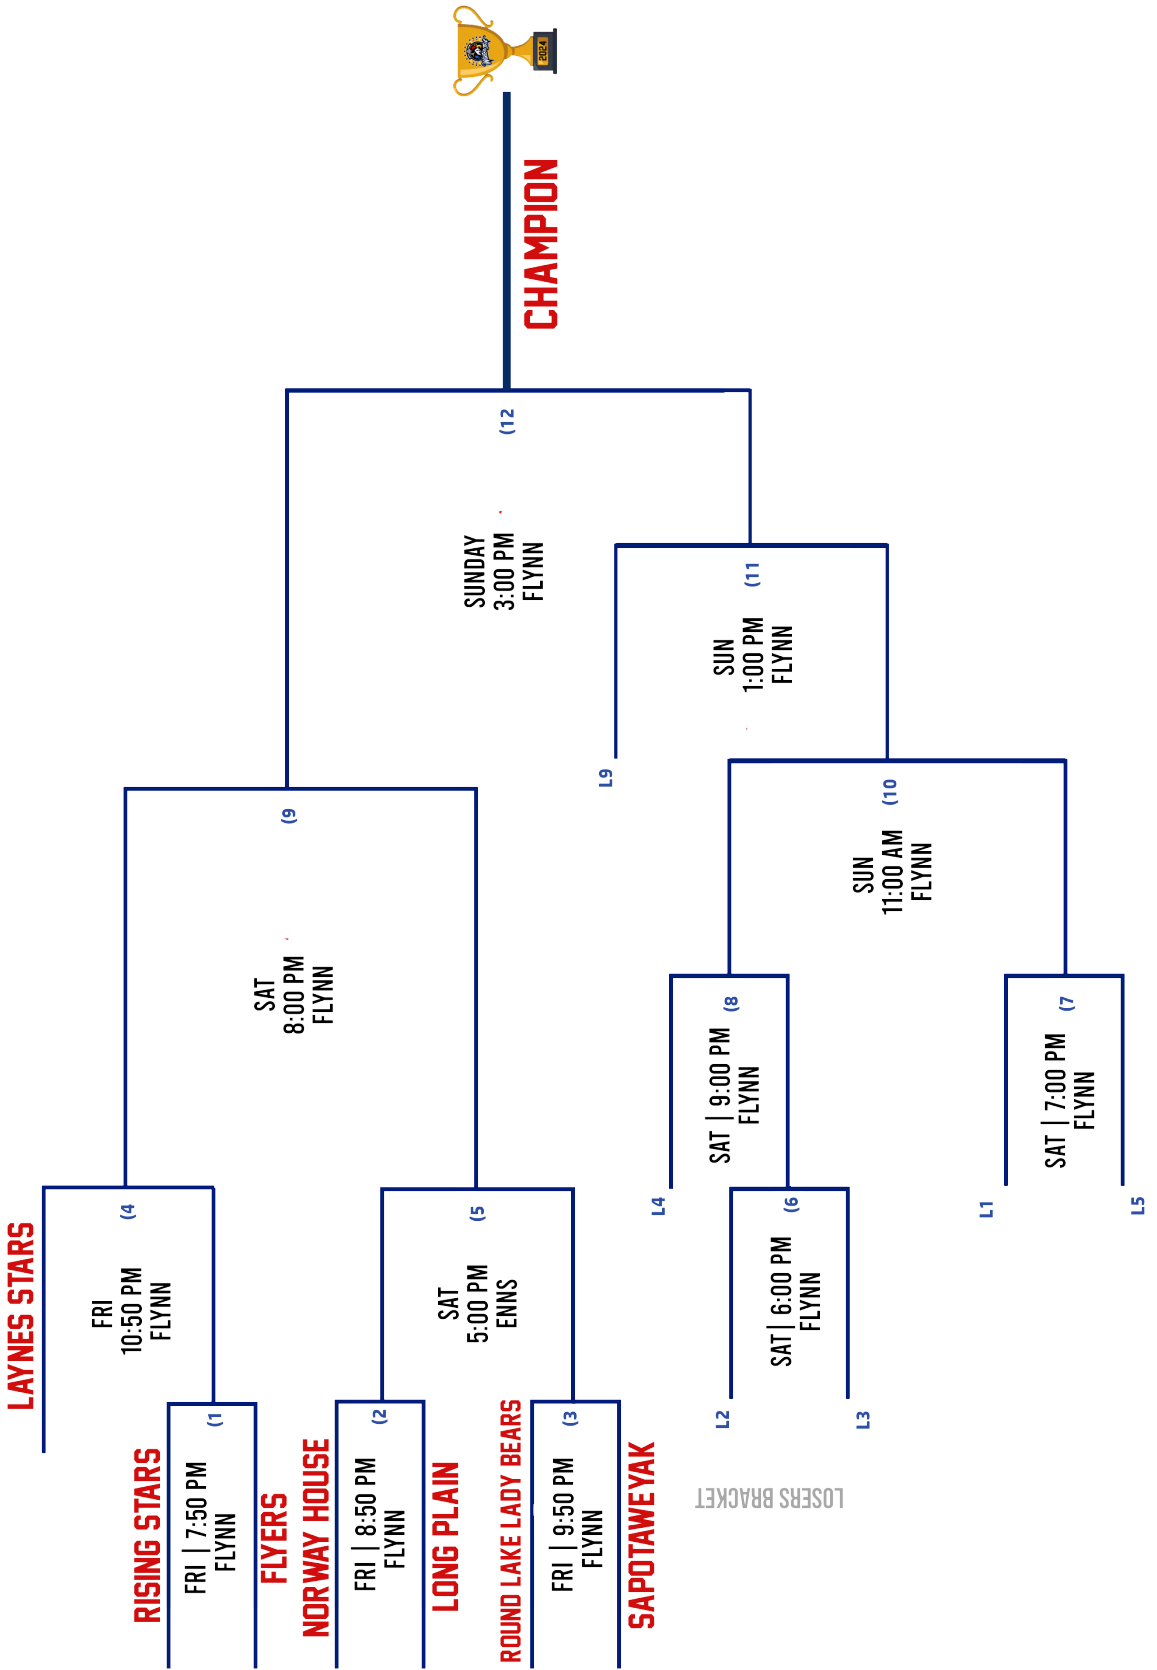 LAYNES STARS
FRI
10:50 PM
FLYNN
(4
RISING STARS
FRI | 7:50 PM
FLYNN
(1
FLYERS
NORWAY HOUSE
FRI | 8:50 PM
FLYNN
(2
LONG PLAIN
SAT
5:00 PM
ENNS
(5
ROUND LAKE LADY BEARS
FRI | 9:50 PM
FLYNN
(3
SAPOTAWEYAK
SAT
8:00 PM
FLYNN
(9
SUNDAY
3:00 PM
FLYNN
(12
CHAMPION
2024
L9
SUN
1:00 PM
FLYNN
(11
SUN
11:00 AM
FLYNN
(10
L4
SAT | 9:00 PM
FLYNN
(8
L2
SAT| 6:00 PM
FLYNN
(6
L3
L1
SAT | 7:00 PM
FLYNN
(7
L5
LOSERS BRACKET